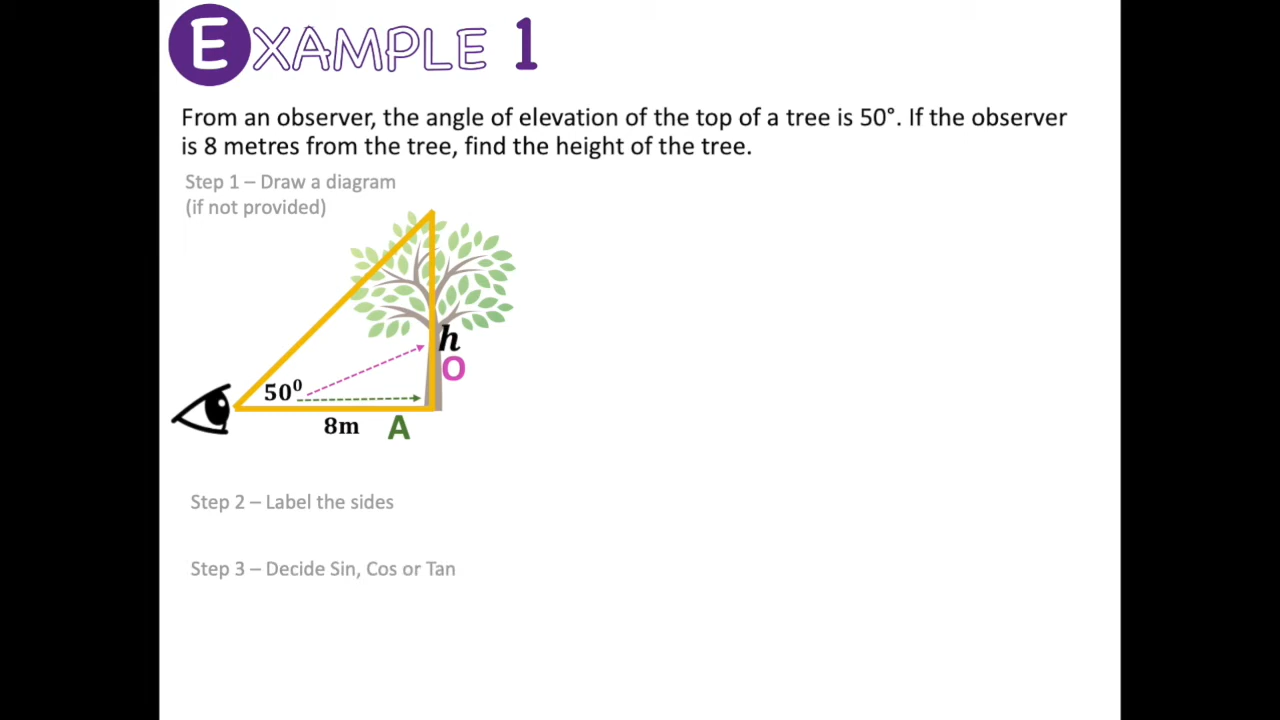 EXAMPLE 1
From an observer, the angle of elevation of the top of a tree is 50°. If the observer
is 8 metres from the tree, find the height of the tree.
Step 1 – Draw a diagram
(if not provided)
h
O
50⁰
8m A
Step 2 – Label the sides
Step 3 – Decide Sin, Cos or Tan